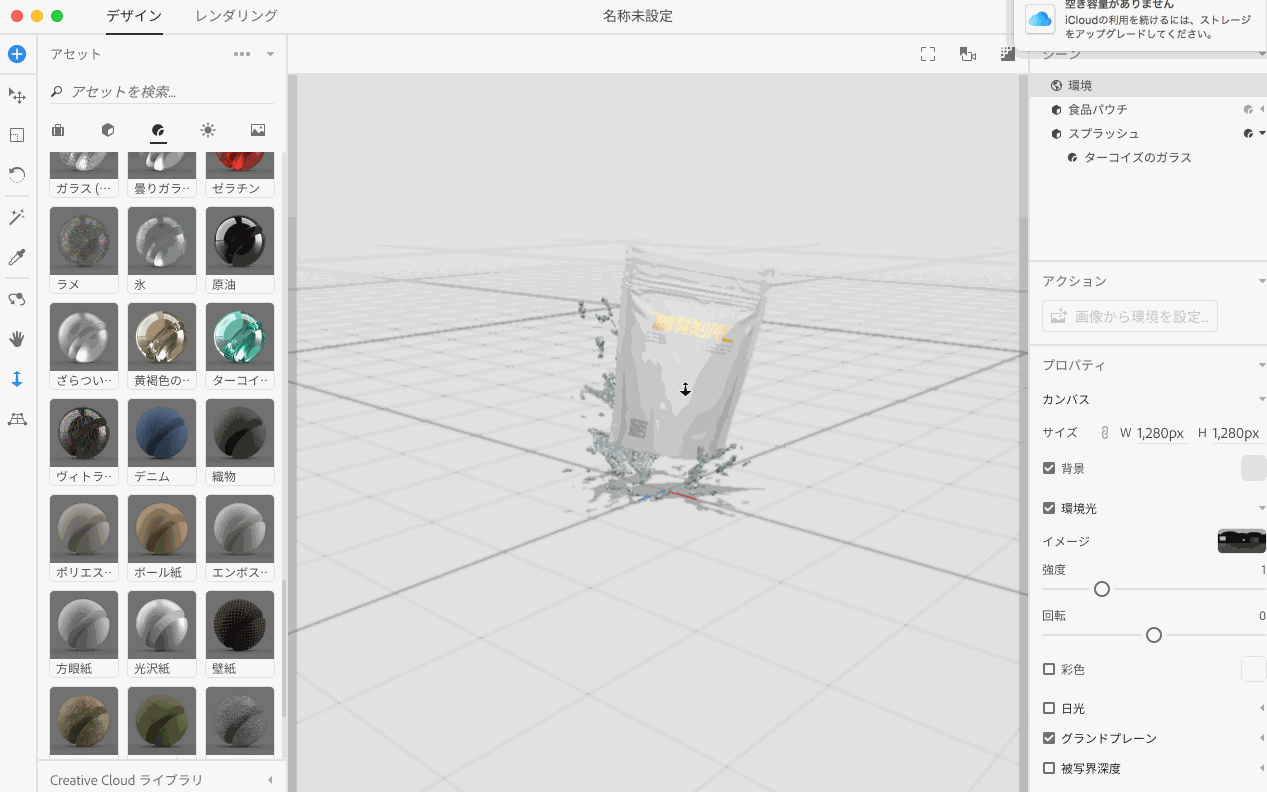 デザイン
レンダリング
名称未設定
空き容量がありません
iCloudの利用を続けるには、ストレージ
をアップグレードしてください。
アセット
アセットを検索...
ガラス (…
曇りガラ…
ゼラチン
ラメ
氷
原油
ざらつい…
黄褐色の…
ターコイ…
ヴィトラ…
デニム
織物
ポリエス…
ボール紙
エンボス…
方眼紙
光沢紙
壁紙
Creative Cloud ライブラリ
シーン
環境
食品パウチ
スプラッシュ
ターコイズのガラス
アクション
画像から環境を設定...
プロパティ
カンバス
サイズ W 1,280px H 1,280px
背景
環境光
イメージ
強度 1
回転 0
彩色
日光
グランドプレーン
被写界深度